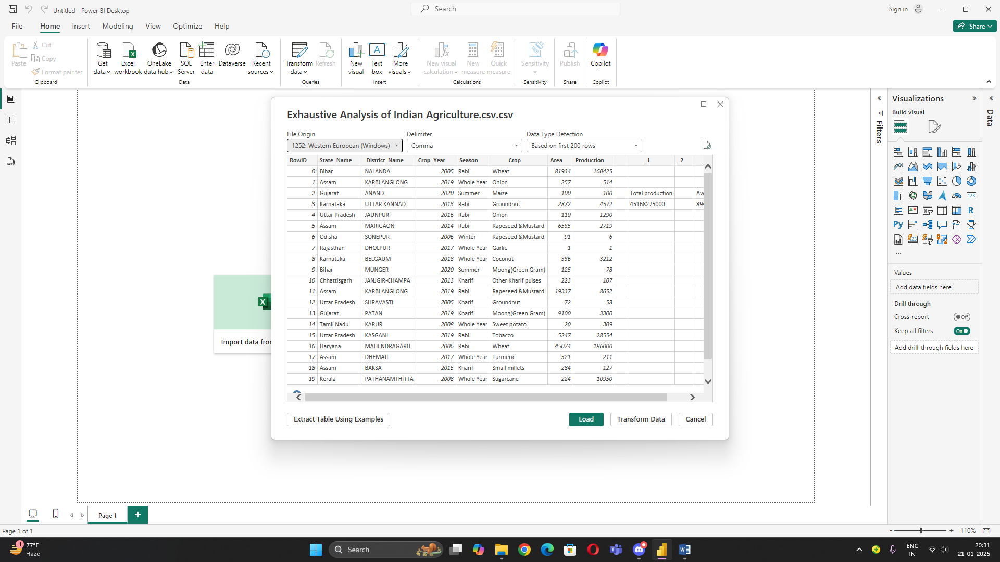 Untitled - Power BI Desktop
Search
Sign in
File Home Insert Modeling View Optimize Help
Share
Paste
Cut
Copy
Format painter
Clipboard
Get data
Excel workbook
OneLake data hub
SQL Server
Enter data
Dataverse
Recent sources
Data
Transform data
Refresh
Queries
New visual
Text box
More visuals
Insert
New visual calculation
New measure
Quick measure
Calculations
Sensitivity
Sensitivity
Publish
Share
Copilot
Copilot
Import data fro
Exhaustive Analysis of Indian Agriculture.csv.csv
File Origin Delimiter Data Type Detection
1252: Western European (Windows) Comma Based on first 200 rows
RowID State_Name District_Name Crop_Year Season Crop Area Production _1 _2
0 Bihar NALANDA 2005 Rabi Wheat 81934 160425
1 Assam KARBI ANGLONG 2019 Whole Year Onion 257 514
2 Gujarat ANAND 2020 Summer Maize 100 100 Total production Av
3 Karnataka UTTAR KANNAD 2013 Rabi Groundnut 2872 4572 45168275000 894
4 Uttar Pradesh JAUNPUR 2016 Rabi Onion 110 1290
5 Assam MARIGAON 2014 Rabi Rapeseed &Mustard 6535 2719
6 Odisha SONEPUR 2006 Winter Rapeseed &Mustard 91 6
7 Rajasthan DHOLPUR 2017 Whole Year Garlic 1 1
8 Karnataka BELGAUM 2018 Whole Year Coconut 336 3212
9 Bihar MUNGER 2020 Summer Moong(Green Gram) 125 78
10 Chhattisgarh JANJGIR-CHAMPA 2013 Kharif Other Kharif pulses 223 107
11 Assam KARBI ANGLONG 2019 Rabi Rapeseed &Mustard 19337 8652
12 Uttar Pradesh SHRAVASTI 2005 Kharif Groundnut 72 58
13 Gujarat PATAN 2019 Kharif Moong(Green Gram) 9100 3300
14 Tamil Nadu KARUR 2008 Whole Year Sweet potato 20 309
15 Uttar Pradesh KASGANJ 2019 Rabi Tobacco 5247 28554
16 Haryana MAHENDRAGARH 2006 Rabi Wheat 45074 186000
17 Assam DHEMAJI 2017 Whole Year Turmeric 321 211
18 Assam BAKSA 2015 Kharif Small millets 284 127
19 Kerala PATHANAMTHITTA 2008 Whole Year Sugarcane 224 10950
Extract Table Using Examples Load Transform Data Cancel
Filters
Visualizations
Build visual
Data
Values
Add data fields here
Drill through
Cross-report Off
Keep all filters On
Add drill-through fields here
Page 1
Page 1 of 1
110%
77°F
Haze
Search
ENG
IN
20:31
21-01-2025